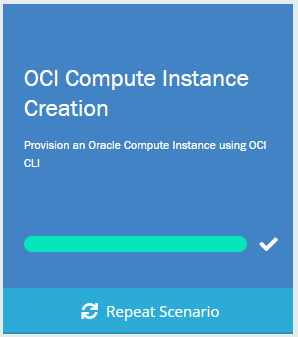 OCI Compute Instance
Creation
Provision an Oracle Compute Instance using OCI
CLI
Repeat Scenario